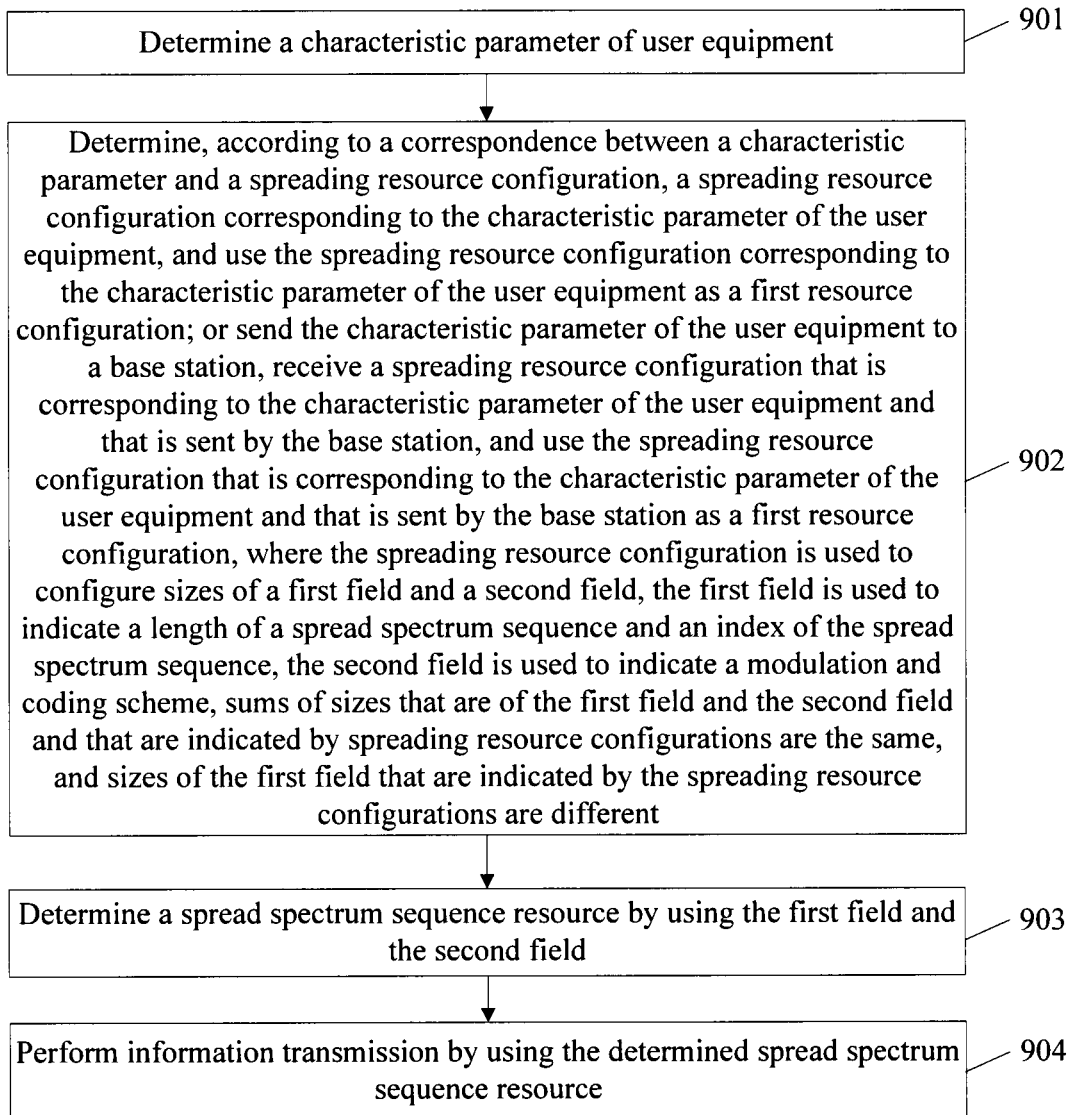 Determine a characteristic parameter of user equipment
901
Determine, according to a correspondence between a characteristic
parameter and a spreading resource configuration, a spreading resource
configuration corresponding to the characteristic parameter of the user
equipment, and use the spreading resource configuration corresponding to
the characteristic parameter of the user equipment as a first resource
configuration; or send the characteristic parameter of the user equipment to
a base station, receive a spreading resource configuration that is
corresponding to the characteristic parameter of the user equipment and
that is sent by the base station, and use the spreading resource
configuration that is corresponding to the characteristic parameter of the
user equipment and that is sent by the base station as a first resource
configuration, where the spreading resource configuration is used to
configure sizes of a first field and a second field, the first field is used to
indicate a length of a spread spectrum sequence and an index of the spread
spectrum sequence, the second field is used to indicate a modulation and
coding scheme, sums of sizes that are of the first field and the second field
and that are indicated by spreading resource configurations are the same,
and sizes of the first field that are indicated by the spreading resource
configurations are different
902
Determine a spread spectrum sequence resource by using the first field and
the second field
903
Perform information transmission by using the determined spread spectrum
sequence resource
904